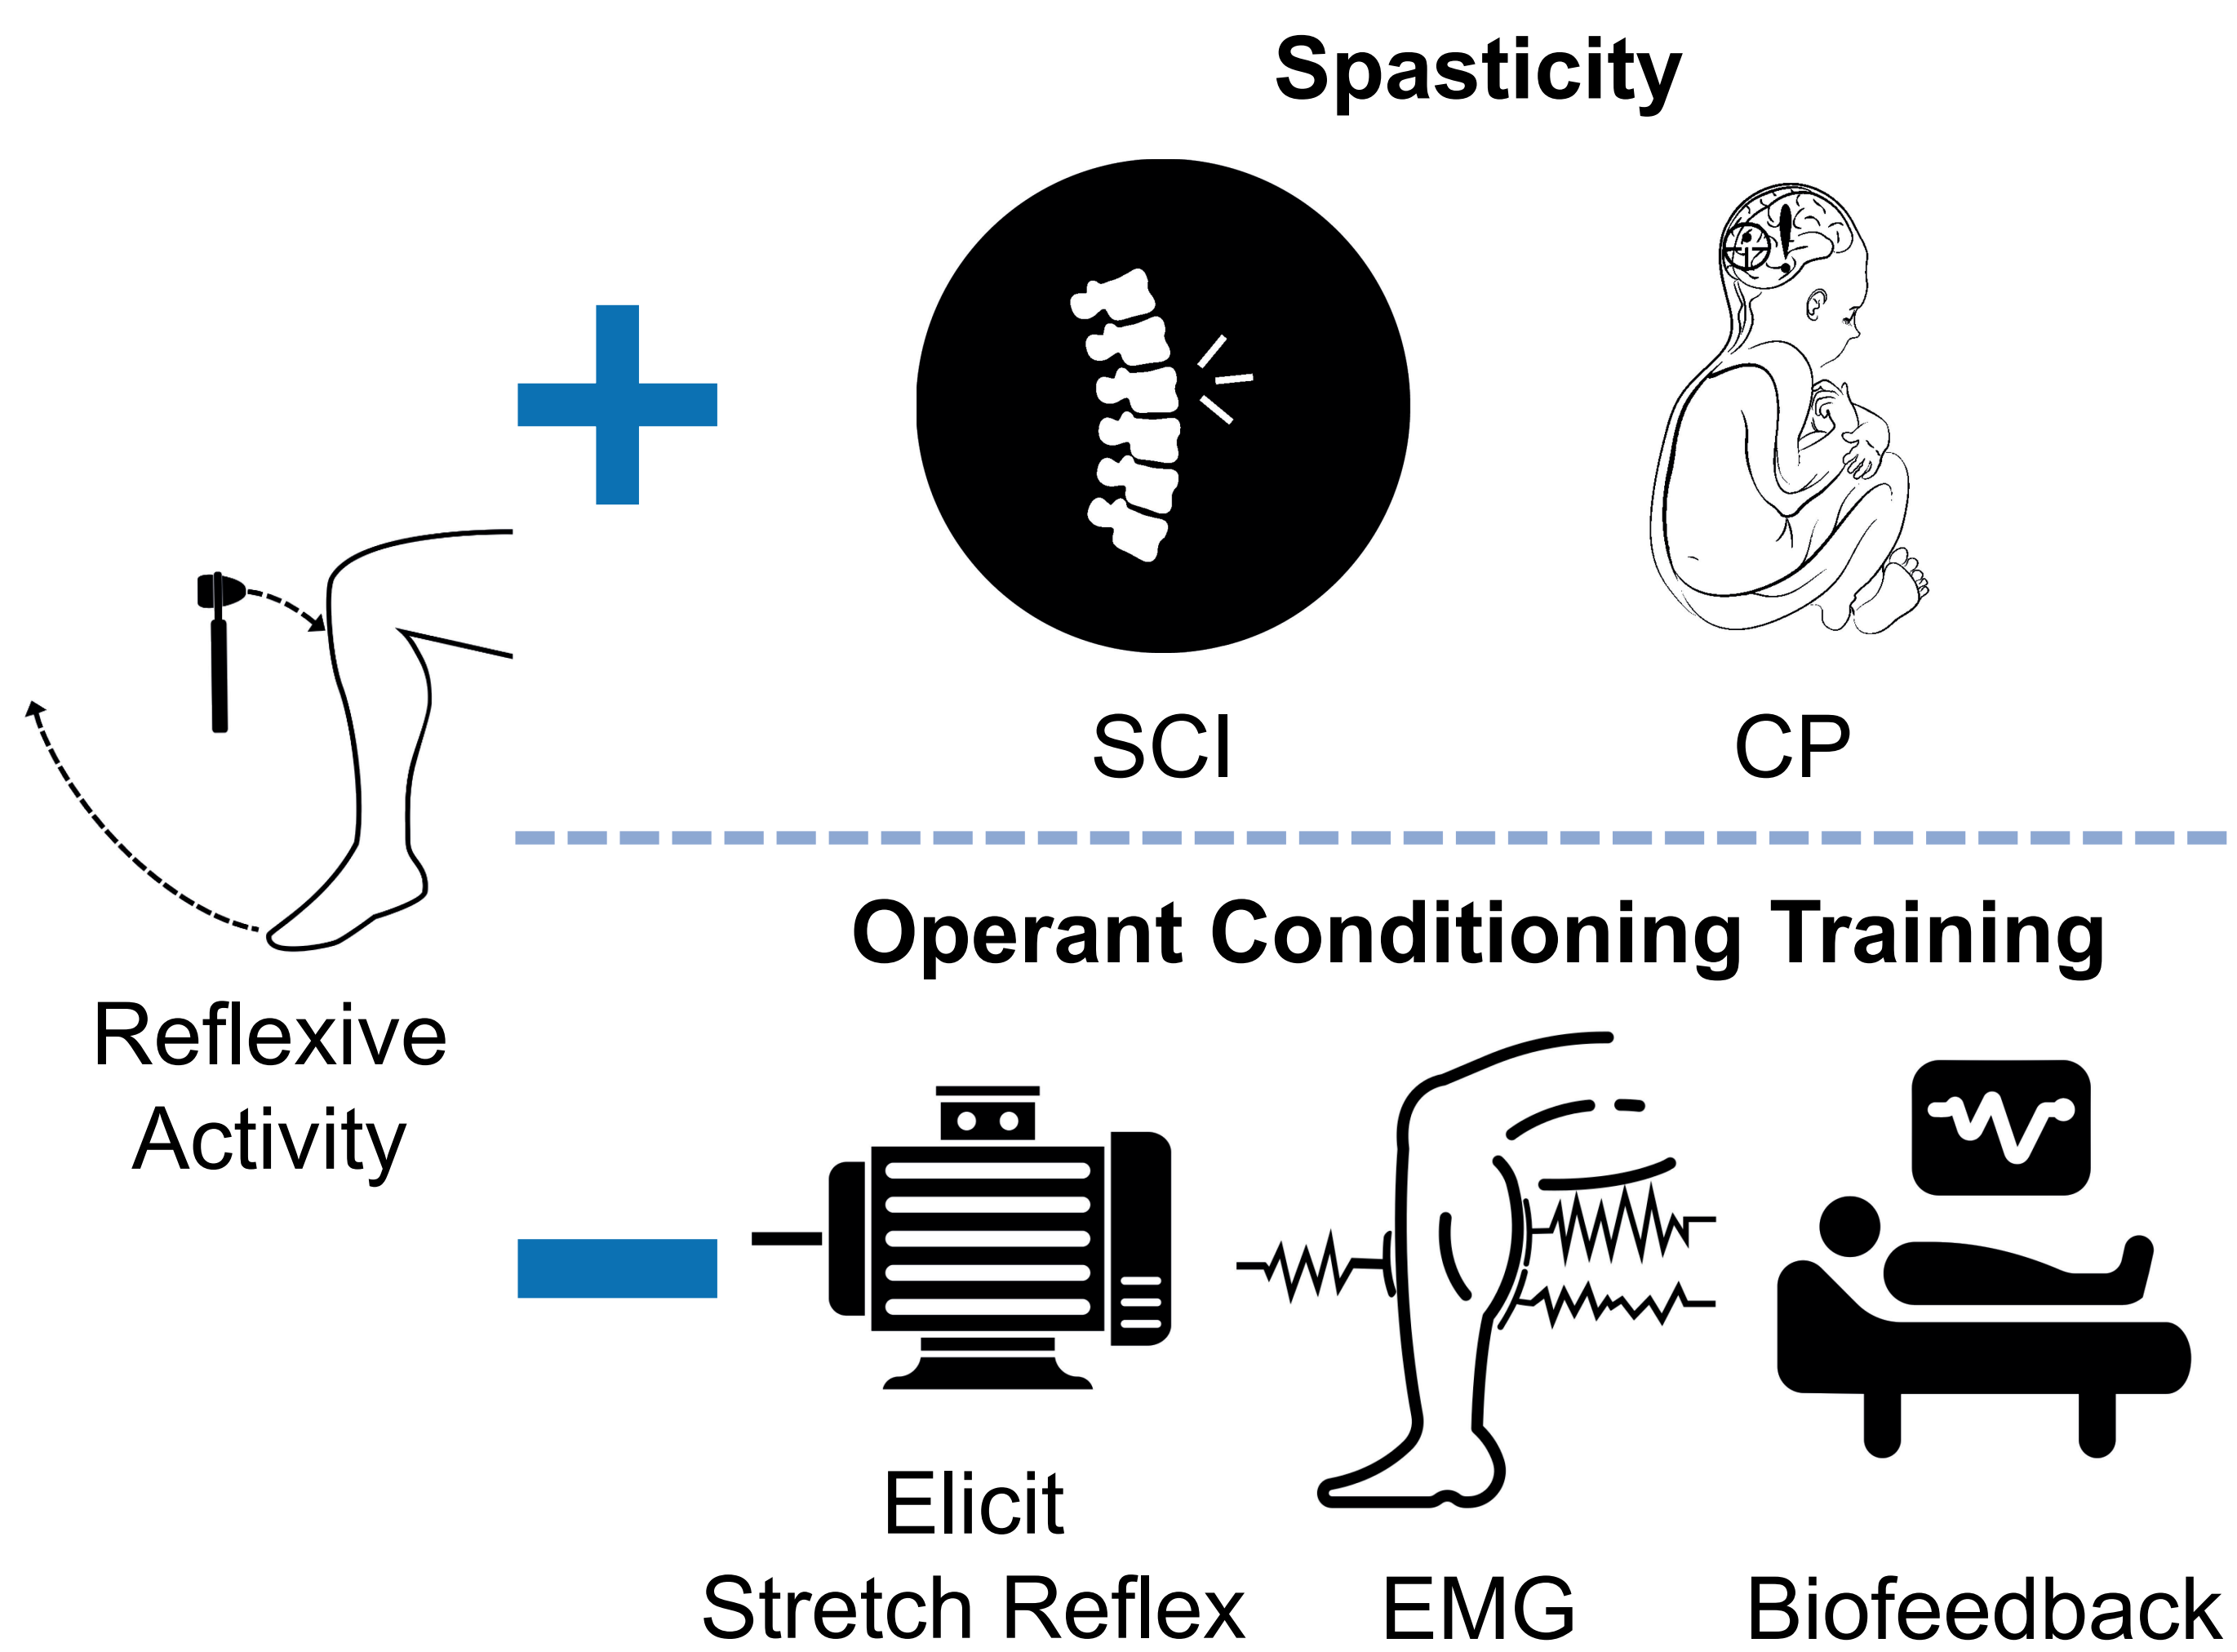 Spasticity
SCI
CP
Reflexive
Activity
Operant Conditioning Training
Elicit
Stretch Reflex
EMG
Biofeedback